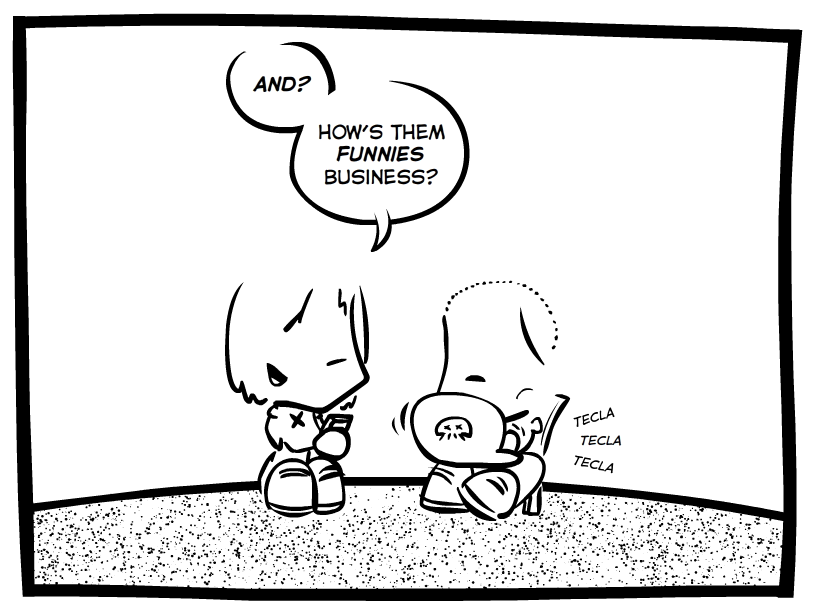 AND?
HOW'S THEM
FUNNIES
BUSINESS?
TECLA
TECLA
TECLA